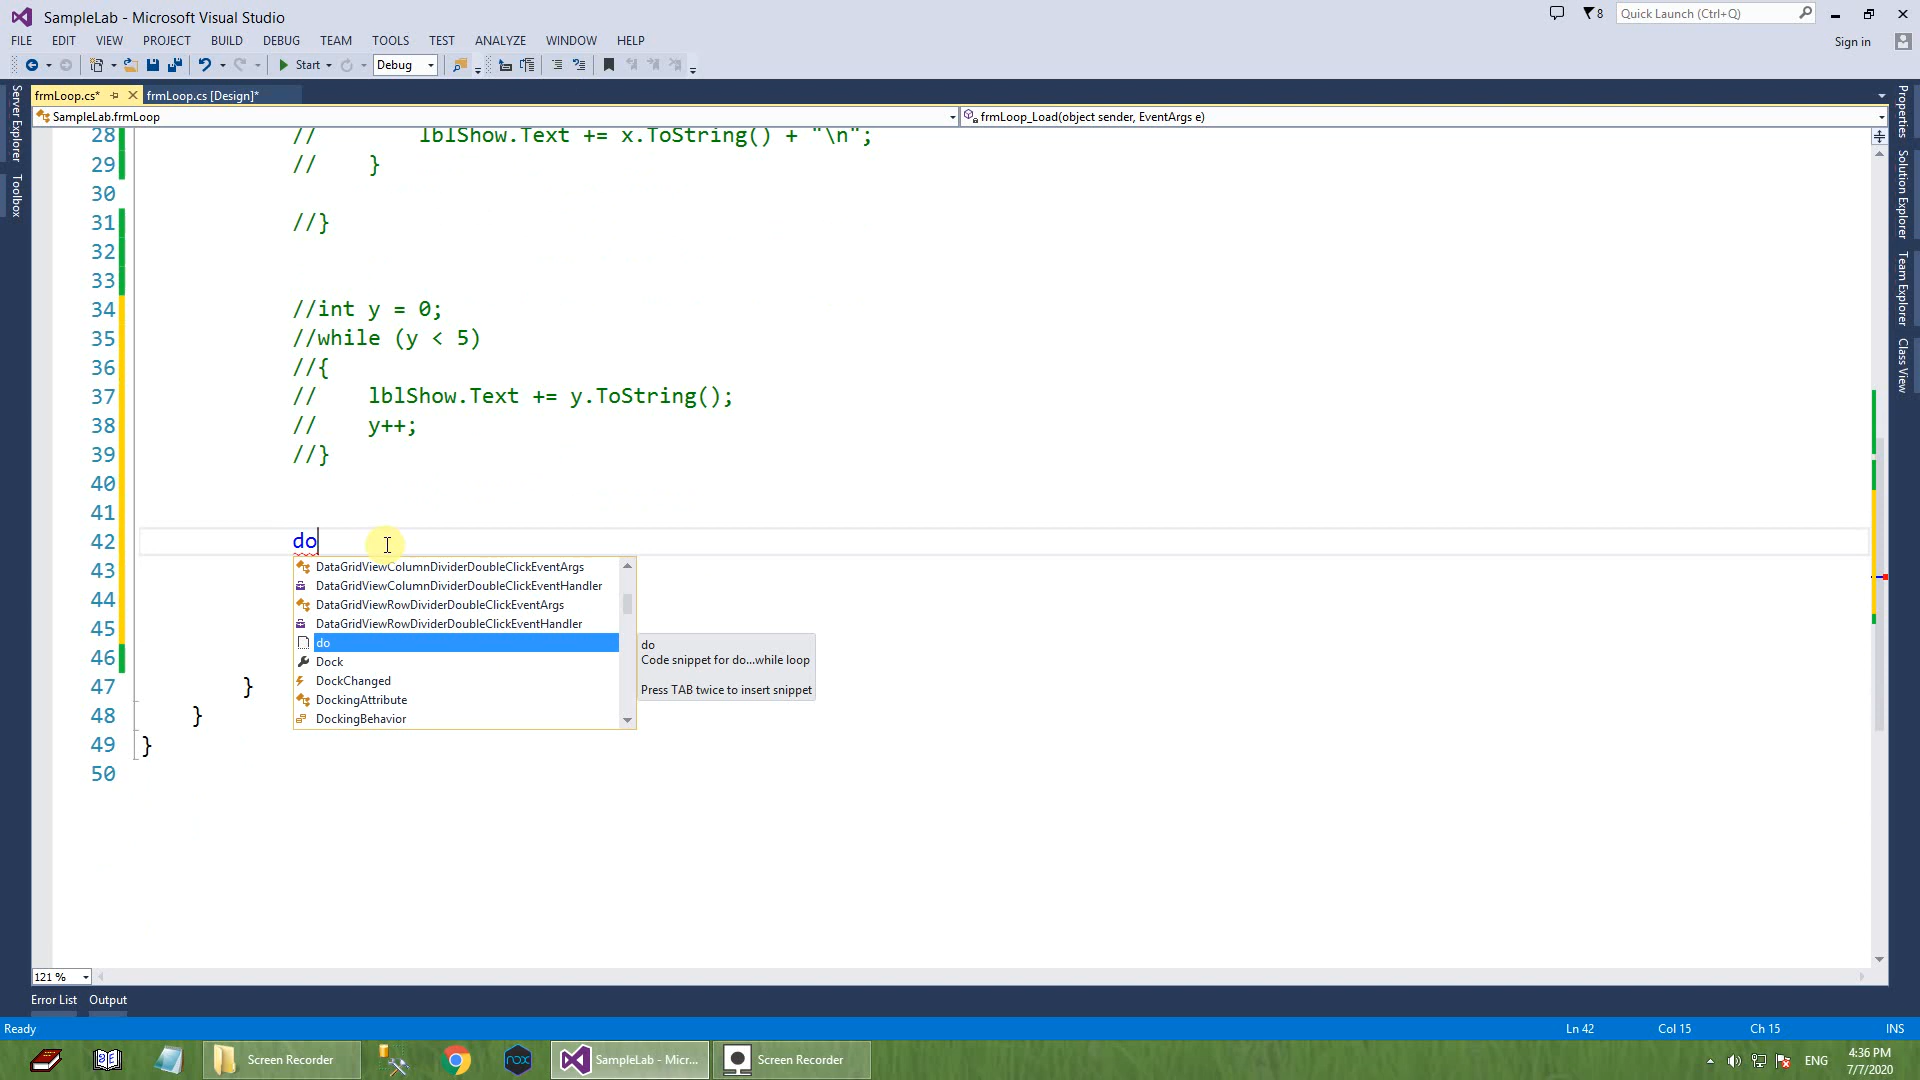 SampleLab - Microsoft Visual Studio
8
Quick Launch (Ctrl+Q)
FILE EDIT VIEW PROJECT BUILD DEBUG TEAM TOOLS TEST ANALYZE WINDOW HELP
Sign in
Start Debug
frmLoop.cs* frmLoop.cs [Design]*
SampleLab.frmLoop frmLoop_Load(object sender, EventArgs e)
Server Explorer
Toolbox
Properties
Solution Explorer
Team Explorer
Class View
28 // lblShow.Text += x.ToString() + "\n";
29 // }
30
31 //}
32
33
34 //int y = 0;
35 //while (y < 5)
36 //{
37 // lblShow.Text += y.ToString();
38 // y++;
39 //}
40
41
42 do
43
44
45
46
47 }
48 }
49 }
50
DataGridViewColumnDividerDoubleClickEventArgs
DataGridViewColumnDividerDoubleClickEventHandler
DataGridViewRowDividerDoubleClickEventArgs
DataGridViewRowDividerDoubleClickEventHandler
do
Dock
DockChanged
DockingAttribute
DockingBehavior
do
Code snippet for do...while loop
Press TAB twice to insert snippet
121 %
Error List Output
Ready Ln 42 Col 15 Ch 15 INS
Screen Recorder nox SampleLab - Micr... Screen Recorder ENG 4:36 PM
7/7/2020